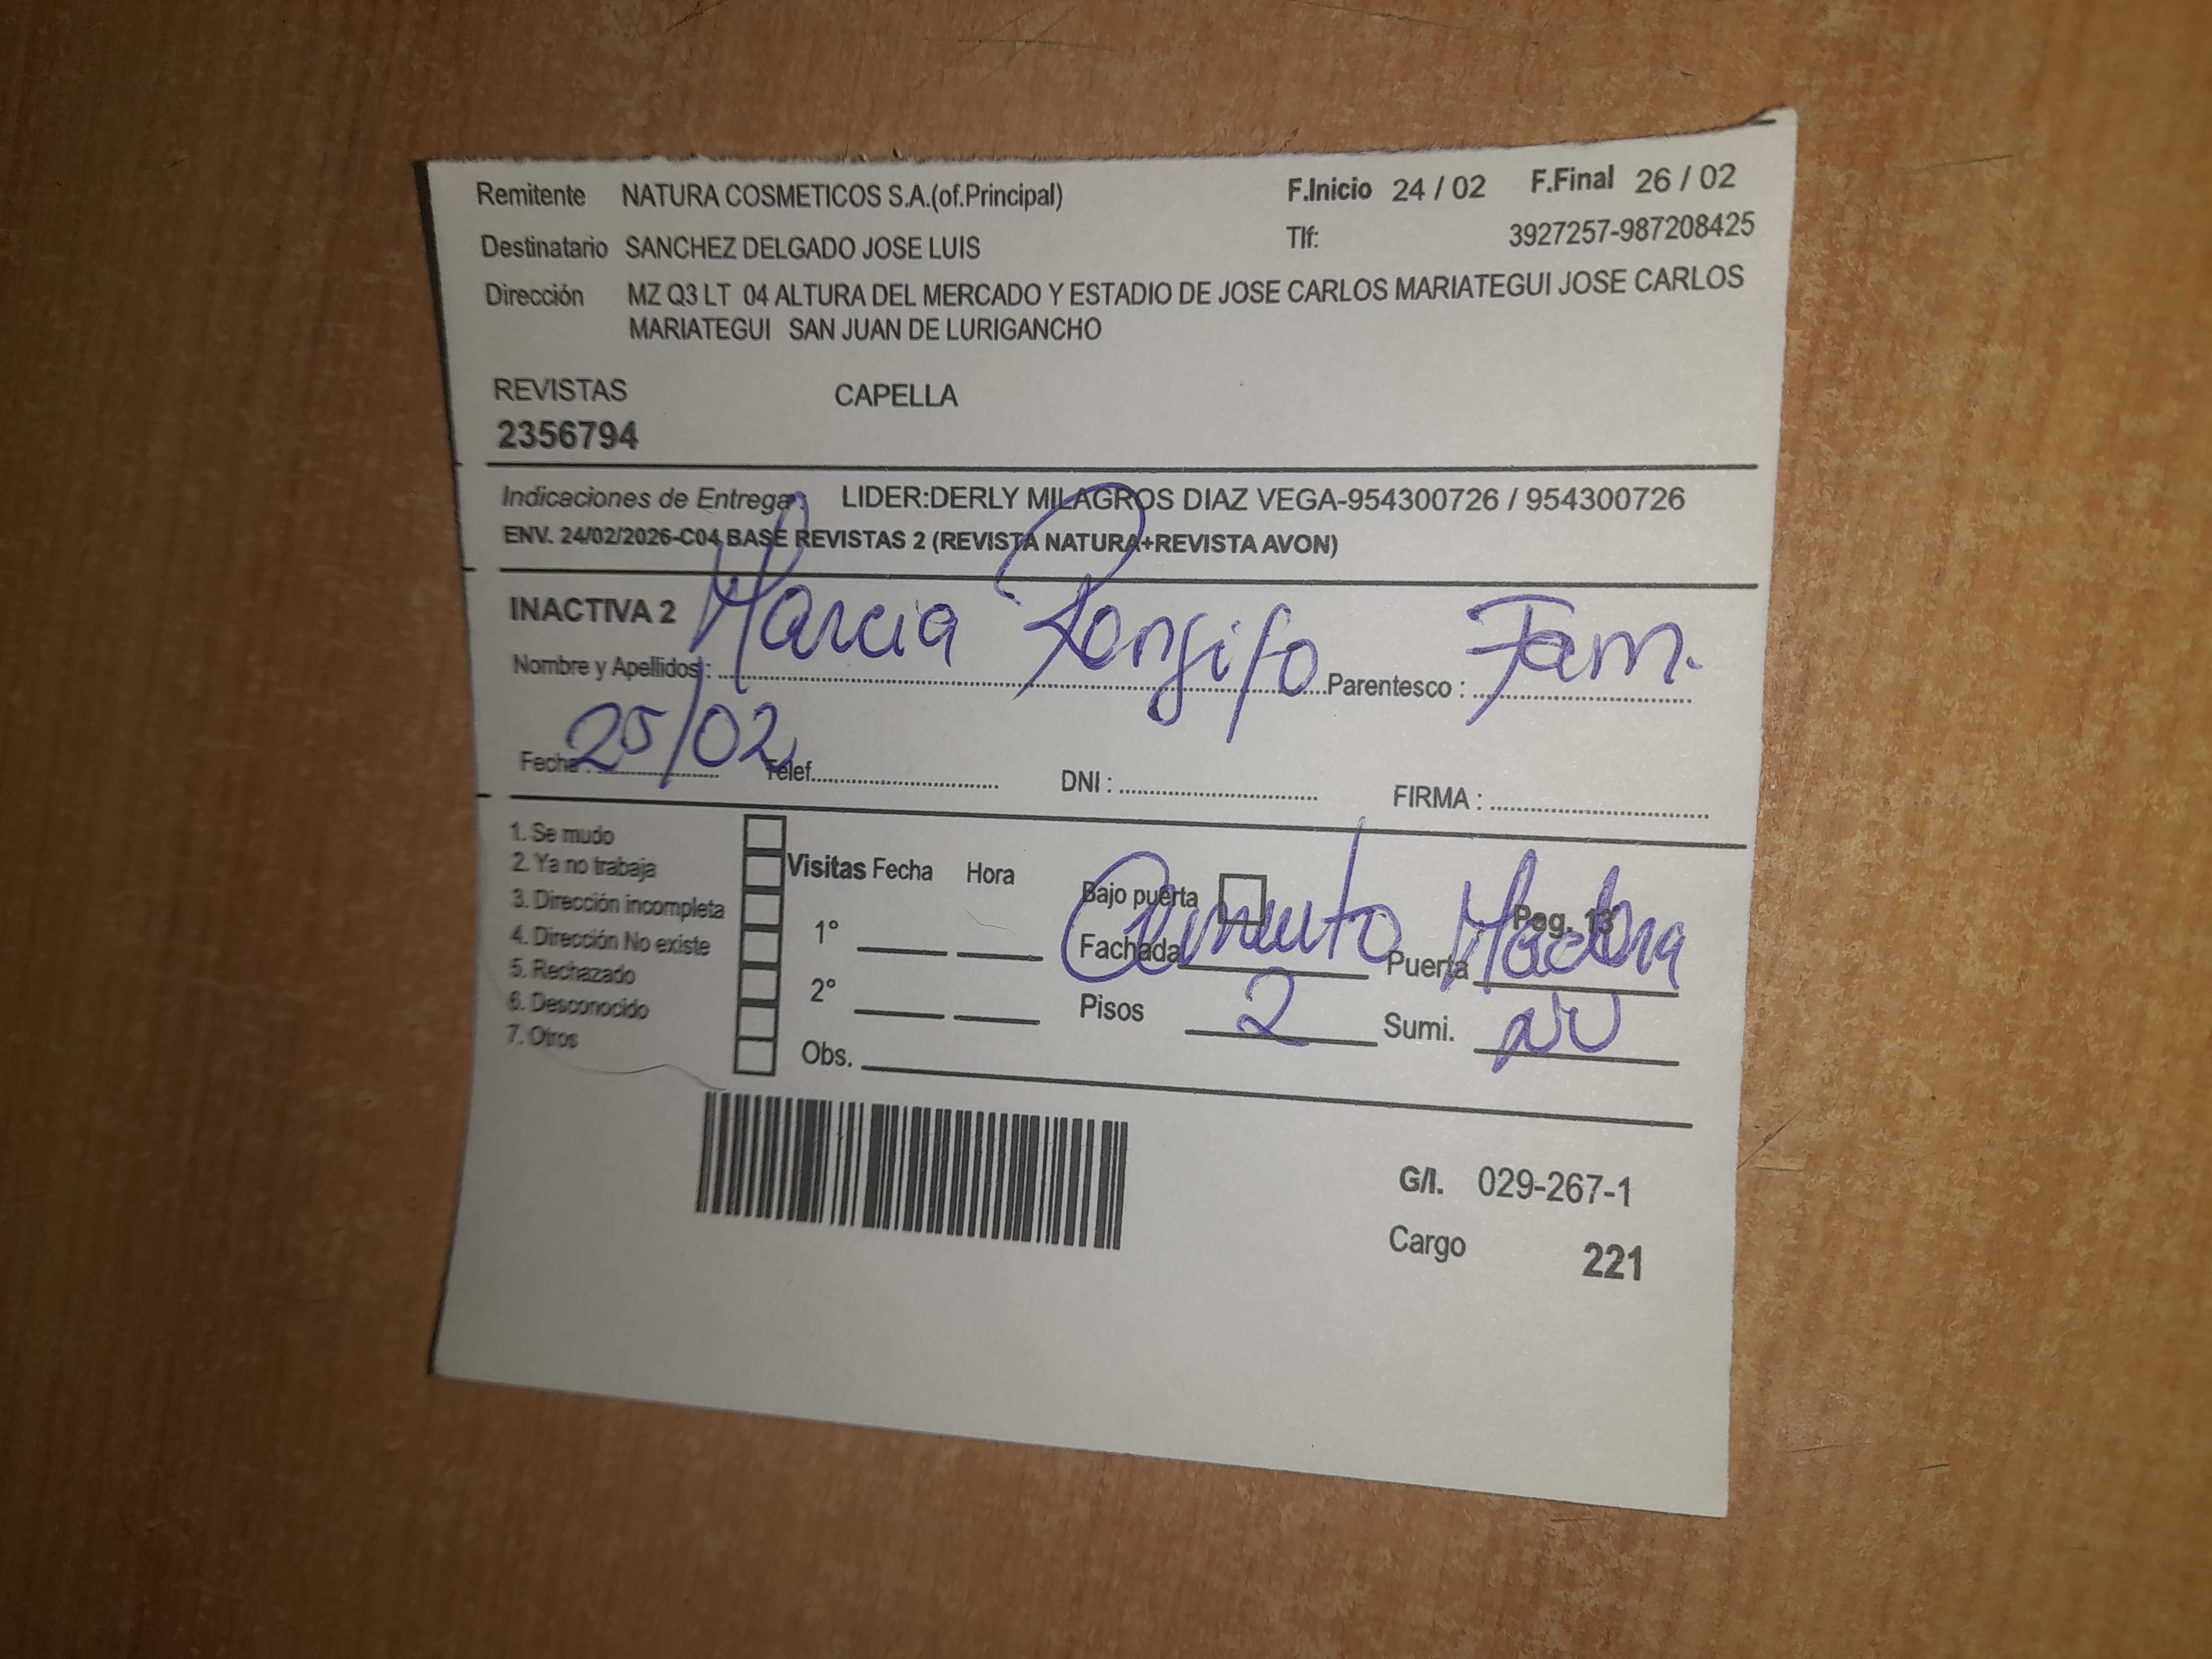 Remitente NATURA COSMETICOS S.A.(of.Principal) F.Inicio 24 / 02 F.Final 26 / 02
Destinatario SANCHEZ DELGADO JOSE LUIS Tlf: 3927257-987208425
Dirección MZ Q3 LT 04 ALTURA DEL MERCADO Y ESTADIO DE JOSE CARLOS MARIATEGUI JOSE CARLOS
MARIATEGUI SAN JUAN DE LURIGANCHO
REVISTAS CAPELLA
2356794
Indicaciones de Entrega: LIDER:DERLY MILAGROS DIAZ VEGA-954300726 / 954300726
ENV. 24/02/2026-C04 BASE REVISTAS 2 (REVISTA NATURA+REVISTA AVON)
INACTIVA 2
Nombre y Apellidos : Marcia Rengifo Parentesco : Fam.
Fecha : 25/02 Telef. DNI : FIRMA :
1. Se mudo
2. Ya no trabaja
3. Dirección incompleta
4. Dirección No existe
5. Rechazado
6. Desconocido
7. Otros
Visitas Fecha Hora
1°
2°
Obs.
Bajo puerta Pag. 13
Fachada Cemento Puerta Madera
Pisos 2 Sumi.
G/I. 029-267-1
Cargo 221